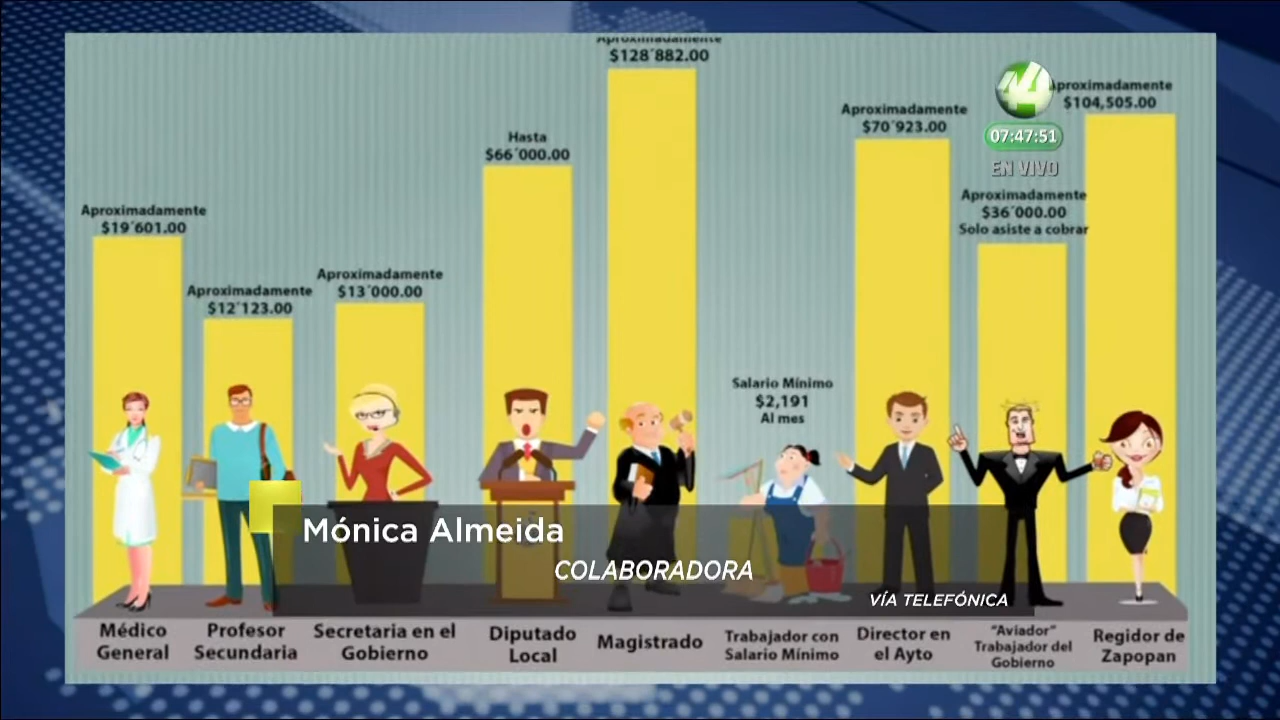 Aproximadamente
$19´601.00
Aproximadamente
$12´123.00
Aproximadamente
$13´000.00
Hasta
$66´000.00
Aproximadamente
$128´882.00
Salario Mínimo
$2,191
Al mes
Aproximadamente
$70´923.00
Aproximadamente
$36´000.00
Solo asiste a cobrar
Aproximadamente
$104,505.00
44
07:47:51
EN VIVO
Mónica Almeida
COLABORADORA
VÍA TELEFÓNICA
Médico
General
Profesor
Secundaria
Secretaria en el
Gobierno
Diputado
Local
Magistrado
Trabajador con
Salario Mínimo
Director en
el Ayto
"Aviador"
Trabajador del
Gobierno
Regidor de
Zapopan